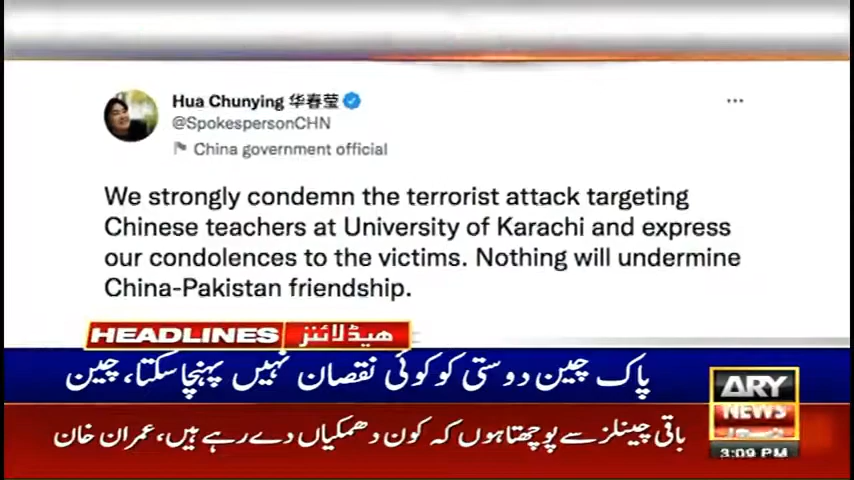 Hua Chunying 华春莹
@SpokespersonCHN
China government official
We strongly condemn the terrorist attack targeting
Chinese teachers at University of Karachi and express
our condolences to the victims. Nothing will undermine
China-Pakistan friendship.
HEADLINES ہیڈلائنز
پاک چین دوستی کو کوئی نقصان نہیں پہنچا سکتا، چین
باقی چینلز سے پوچھتا ہوں کہ کون دھمکیاں دے رہے ہیں، عمران خان
ARY
NEWS
نیوز
3:09 PM